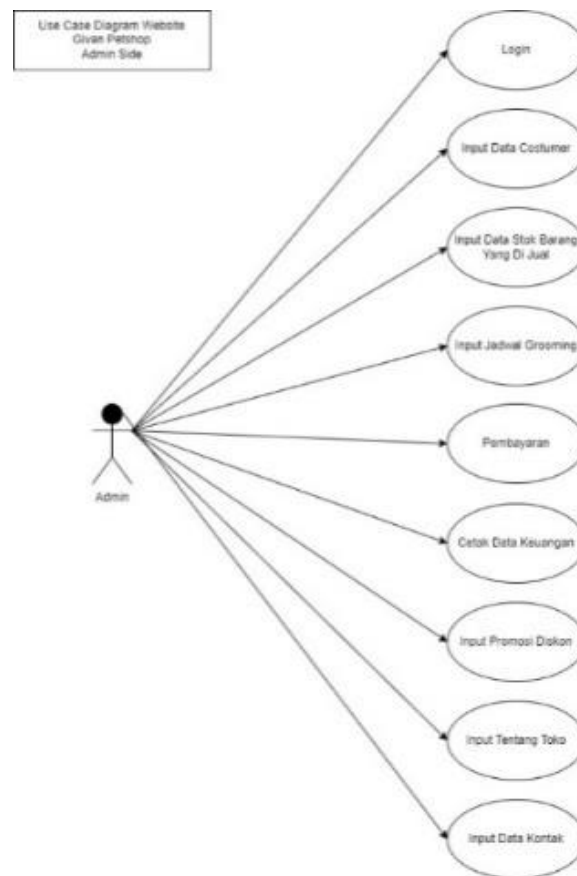 Use Case Diagram Website
Givan Petshop
Admin Side
Login
Input Data Costumer
Input Data Stok Barang
Yang Di Jual
Input Jadwal Grooming
Pembayaran
Cetak Data Keuangan
Input Promosi Diskon
Input Tentang Toko
Input Data Kontak
Admin